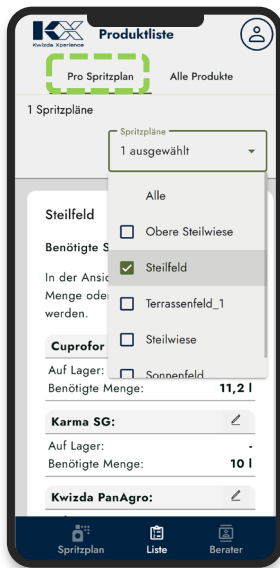 KX
Kwizda Xperience
Produktliste
Pro Spritzplan
Alle Produkte
1 Spritzpläne
Spritzpläne
1 ausgewählt
Alle
Obere Steilwiese
Steilfeld
Terrassenfeld_1
Steilwiese
Sonnenfeld
Steilfeld
Benötigte S
In der Ansic
Menge oder
werden.
Cuprofor
Auf Lager:
Benötigte Menge: 11,2 l
Karma SG:
Auf Lager: -
Benötigte Menge: 10 l
Kwizda PanAgro:
Spritzplan
Liste
Berater